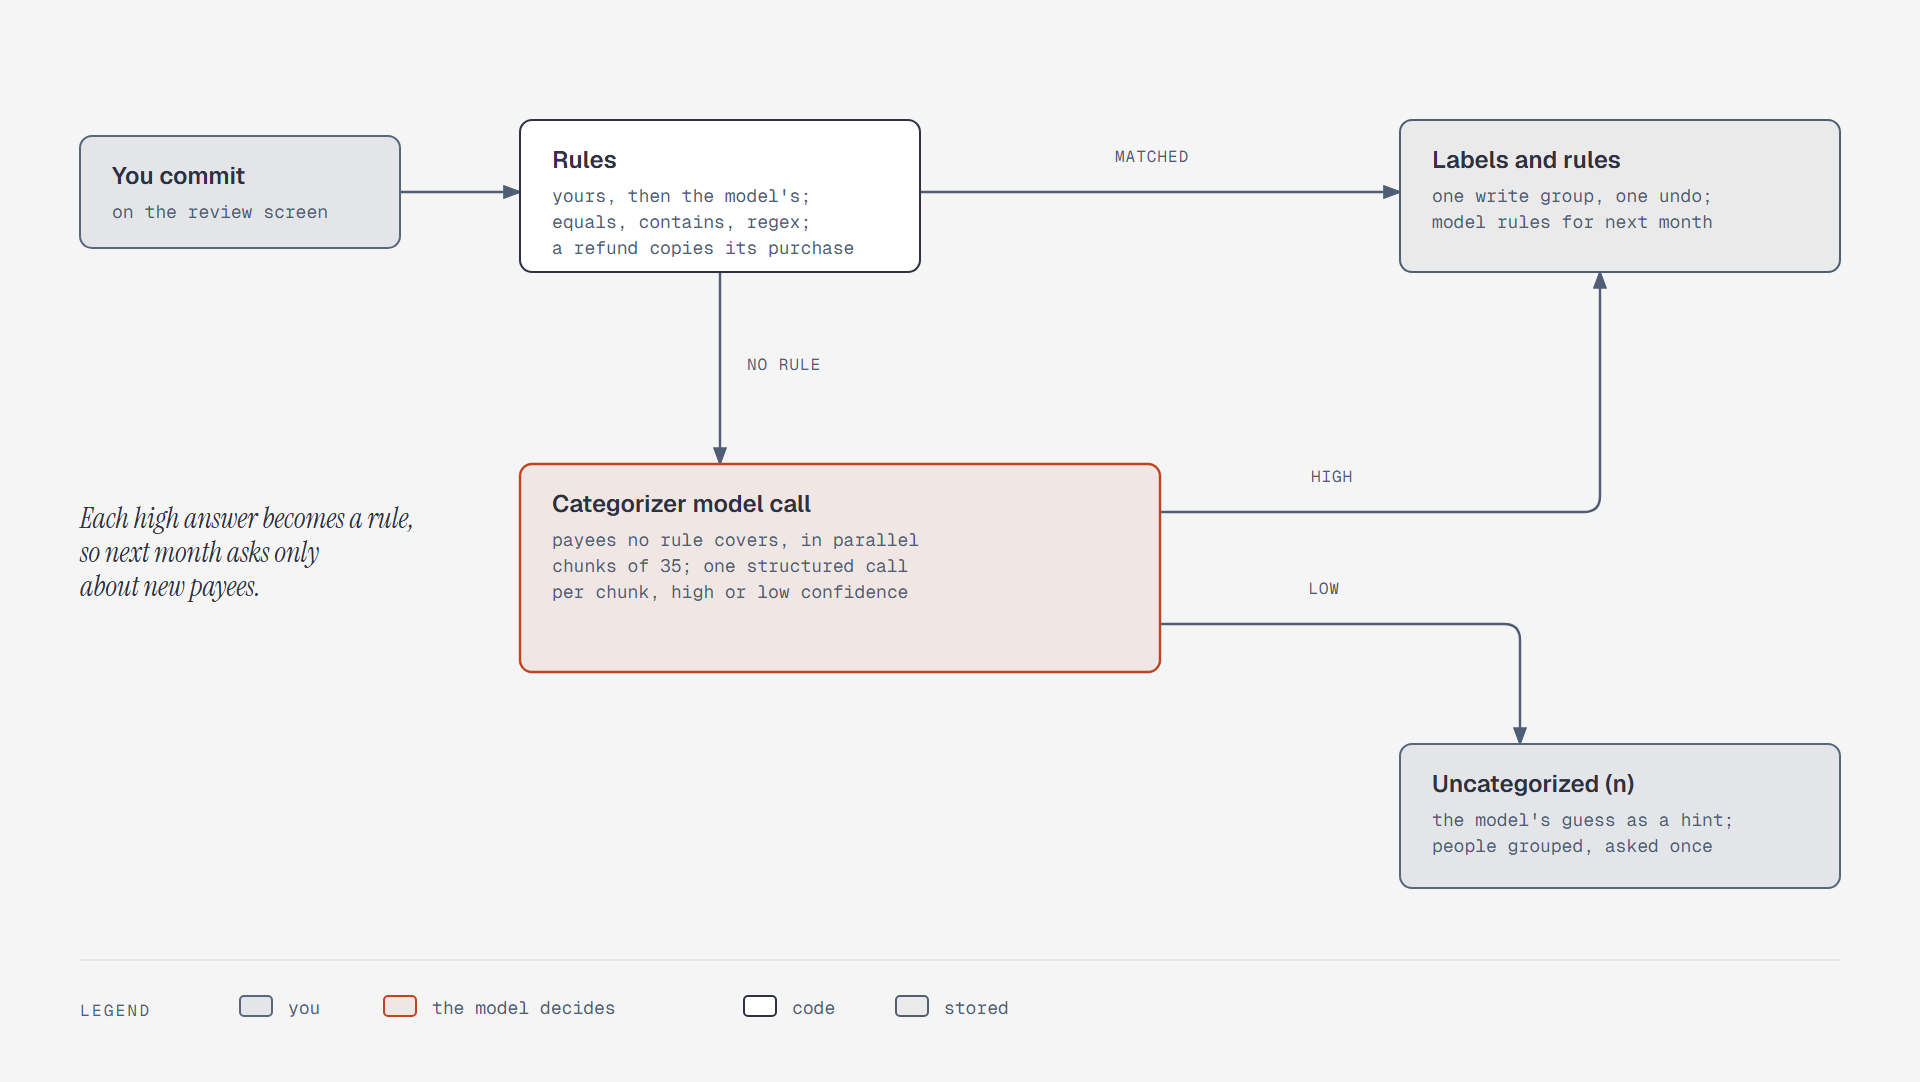 You commit
on the review screen
Rules
yours, then the model's;
equals, contains, regex;
a refund copies its purchase
MATCHED
Labels and rules
one write group, one undo;
model rules for next month
NO RULE
Each high answer becomes a rule,
so next month asks only
about new payees.
Categorizer model call
payees no rule covers, in parallel
chunks of 35; one structured call
per chunk, high or low confidence
HIGH
LOW
Uncategorized (n)
the model's guess as a hint;
people grouped, asked once
LEGEND
you
the model decides
code
stored